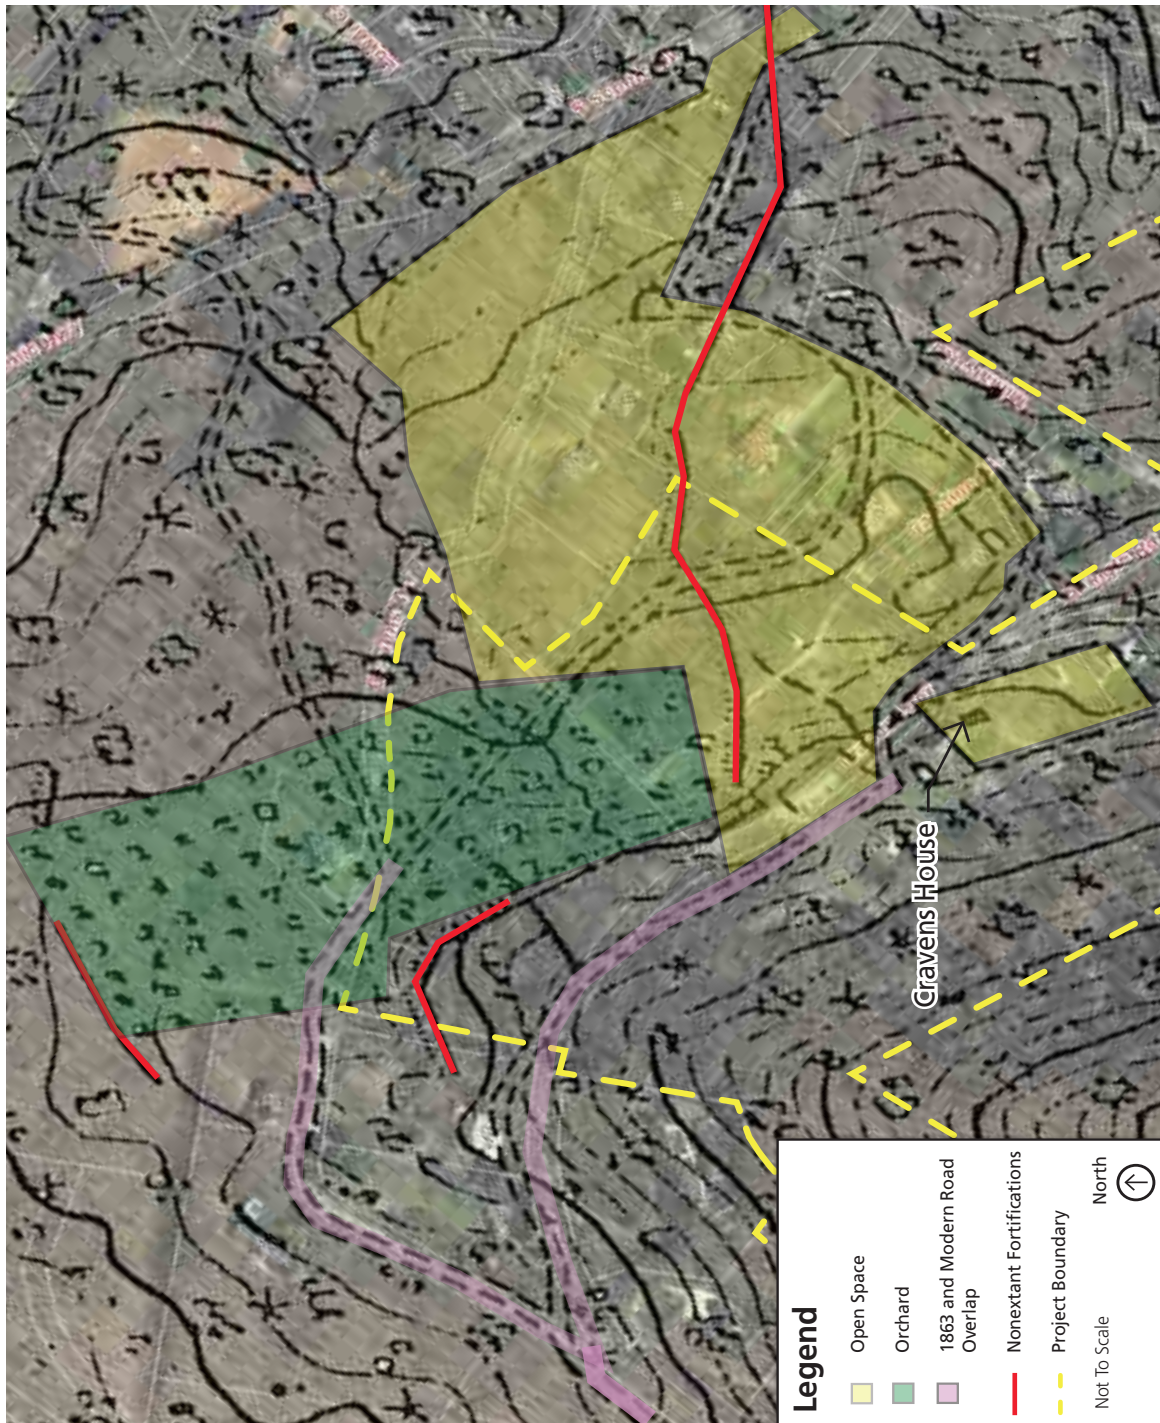 Cravens House
Legend
Open Space
Orchard
1863 and Modern Road
Overlap
Nonextant Fortifications
Project Boundary
Not To Scale
North